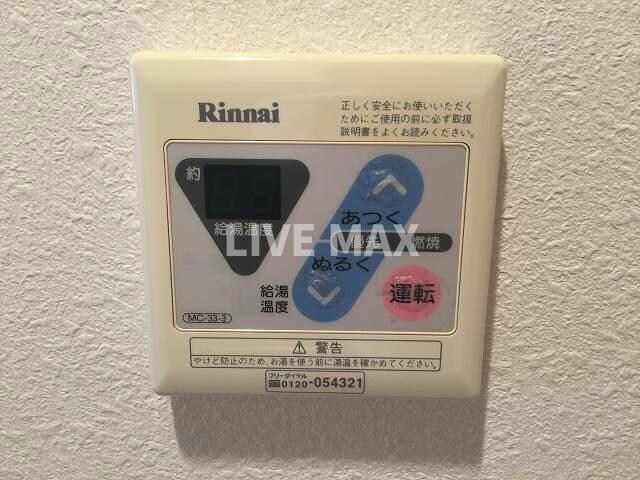 Rinnai
正しく安全にお使いいただく
ためにご使用の前に必ず取扱
説明書をよくお読みください。
約
給湯温度
あつく
優先
燃焼
LIVE MAX
ぬるく
給湯
温度
運転
MC-33-3
⚠ 警告
やけど防止のため、お湯を使う前に湯温を確かめてください。
フリーダイヤル
0120-054321